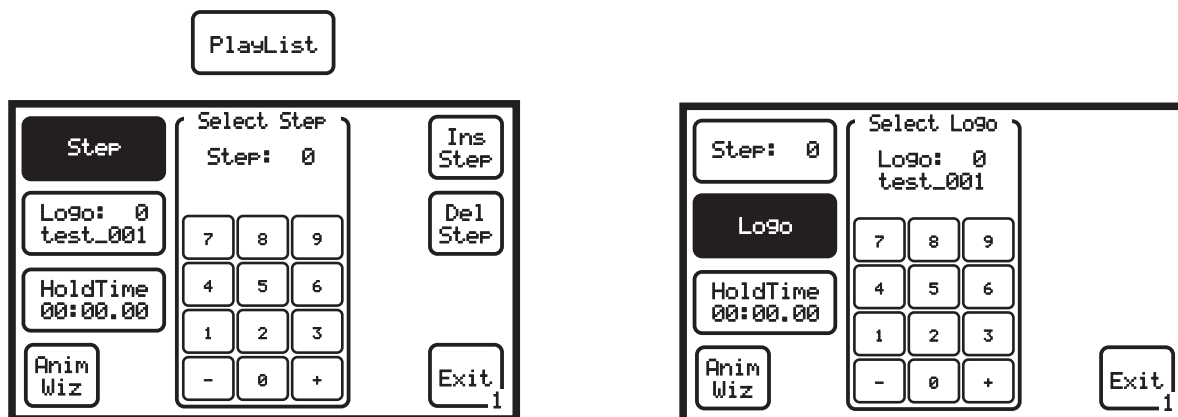 PlayList
Step
Logo: 0
test_001
HoldTime
00:00.00
Anim
Wiz
Select Step
Step: 0
7 8 9
4 5 6
1 2 3
- 0 +
Ins
Step
Del
Step
Exit
1
Step: 0
Logo
HoldTime
00:00.00
Anim
Wiz
Select Logo
Logo: 0
test_001
7 8 9
4 5 6
1 2 3
- 0 +
Exit
1